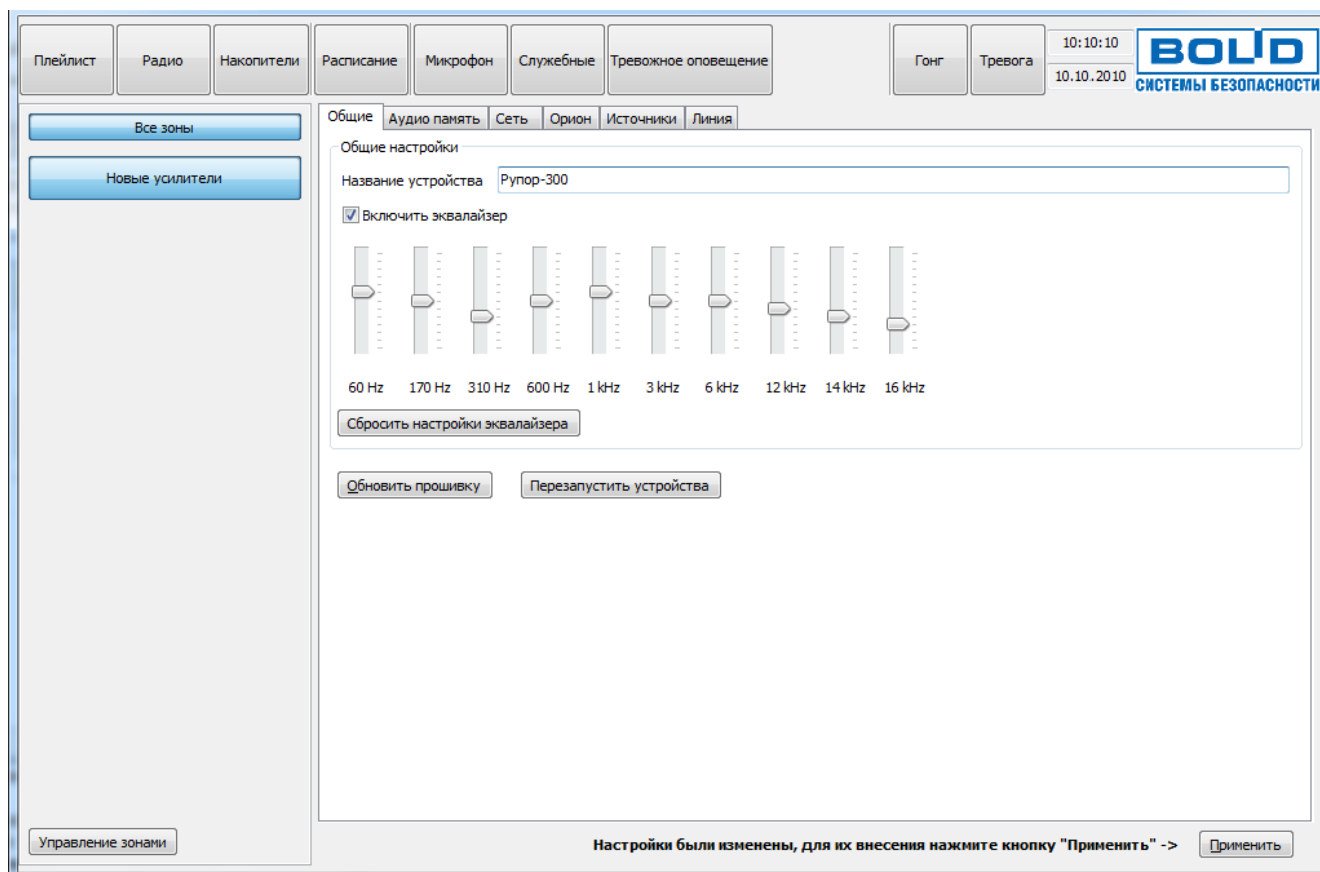 Плейлист Радио Накопители Расписание Микрофон Служебные Тревожное оповещение Гонг Тревога 10:10:10
10.10.2010
BOLID
СИСТЕМЫ БЕЗОПАСНОСТИ
Все зоны
Новые усилители
Общие Аудио память Сеть Орион Источники Линия
Общие настройки
Название устройства Рупор-300
Включить эквалайзер
60 Hz 170 Hz 310 Hz 600 Hz 1 kHz 3 kHz 6 kHz 12 kHz 14 kHz 16 kHz
Сбросить настройки эквалайзера
Обновить прошивку Перезапустить устройства
Управление зонами Настройки были изменены, для их внесения нажмите кнопку "Применить" -> Применить